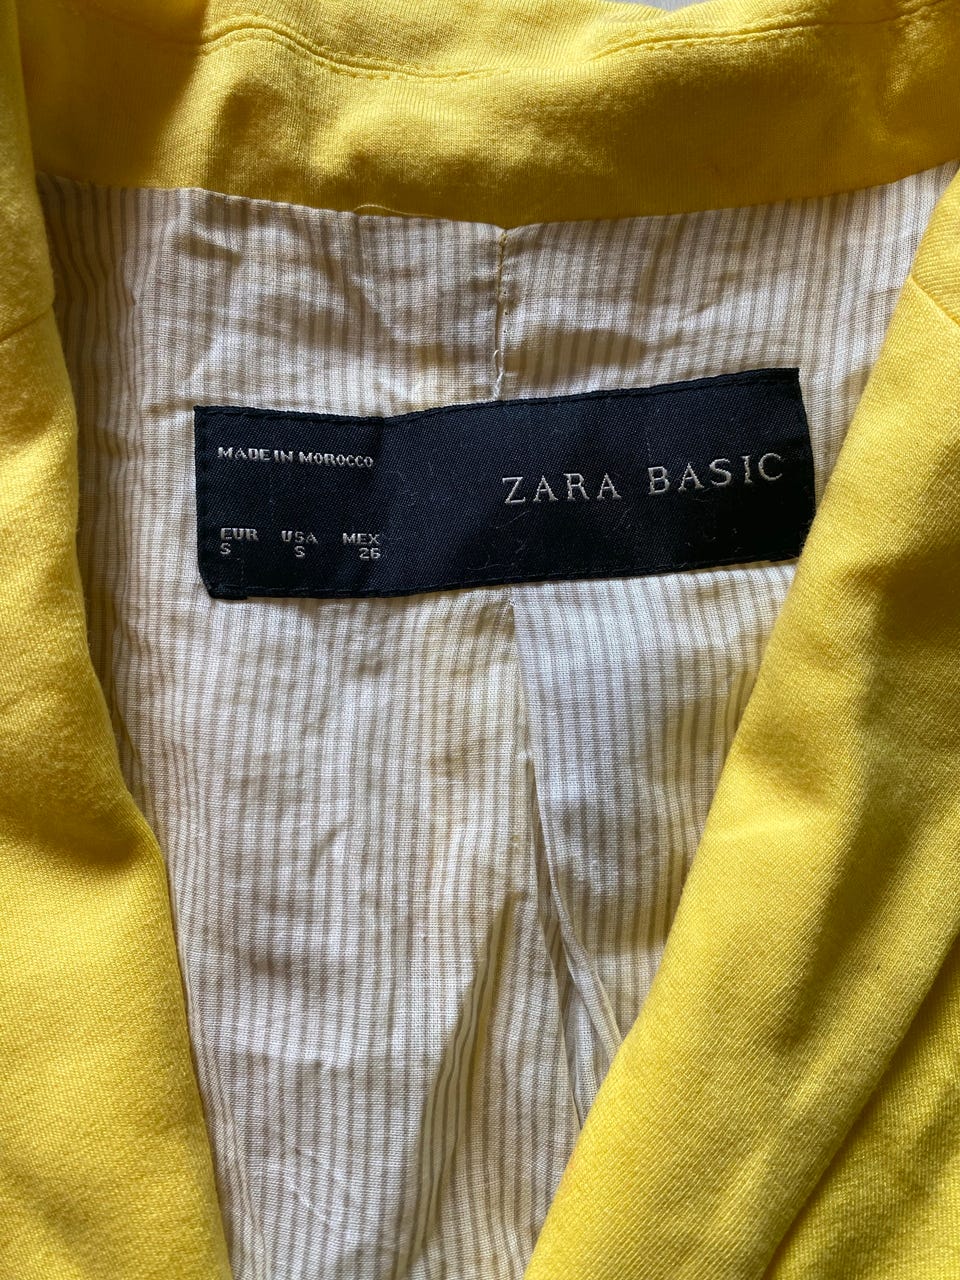 MADE IN MOROCCO
ZARA BASIC
EUR USA MEX
S S 26